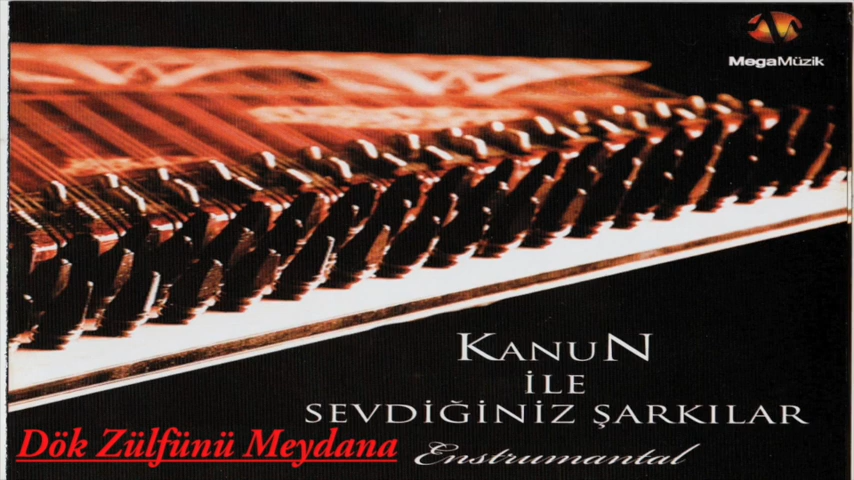 MegaMüzik
KANUN
İLE
SEVDİĞİNİZ ŞARKILAR
Dök Zülfünü Meydana
Enstrumantal